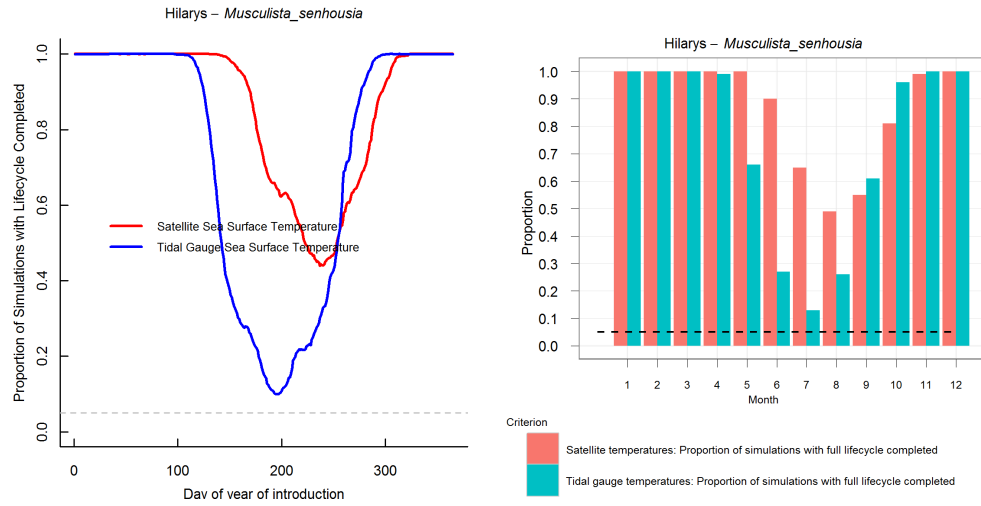 Hilarys – Musculista_senhousia
Proportion of Simulations with Lifecycle Completed
1.0
0.8
0.6
0.4
0.2
0.0
Satellite Sea Surface Temperature
Tidal Gauge Sea Surface Temperature
0 100 200 300
Day of year of introduction
Hilarys – Musculista_senhousia
Proportion
1.0
0.9
0.8
0.7
0.6
0.5
0.4
0.3
0.2
0.1
0.0
1 2 3 4 5 6 7 8 9 10 11 12
Month
Criterion
Satellite temperatures: Proportion of simulations with full lifecycle completed
Tidal gauge temperatures: Proportion of simulations with full lifecycle completed